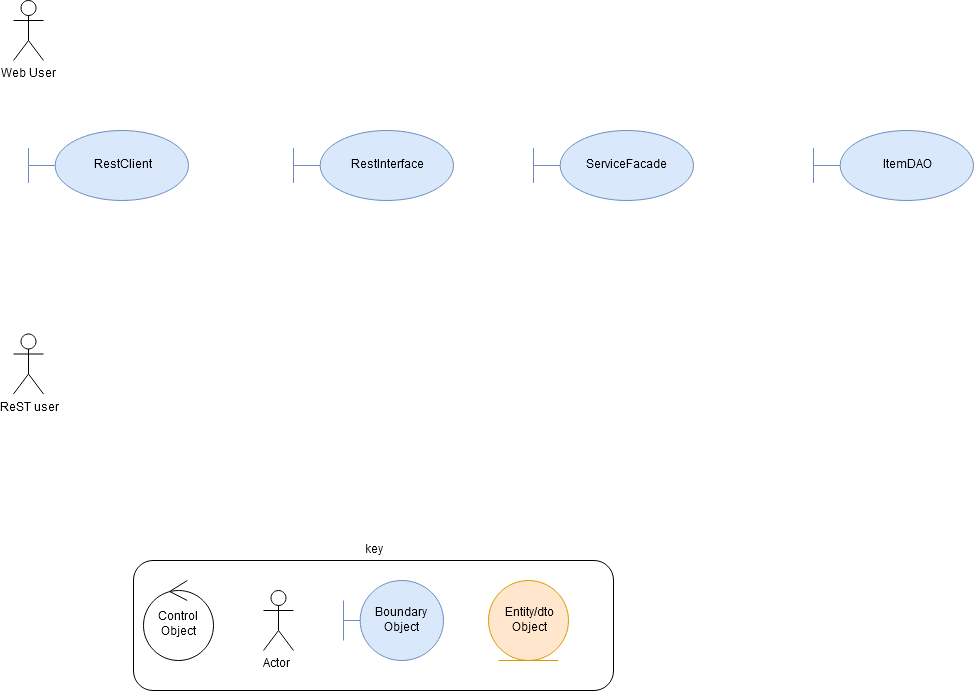 Web User
RestClient
RestInterface
ServiceFacade
ItemDAO
ReST user
key
Control
Object
Actor
Boundary
Object
Entity/dto
Object